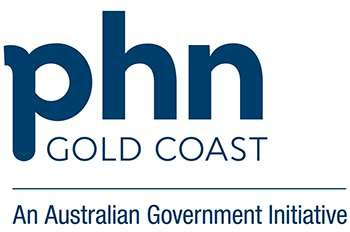 phn
GOLD COAST
An Australian Government Initiative